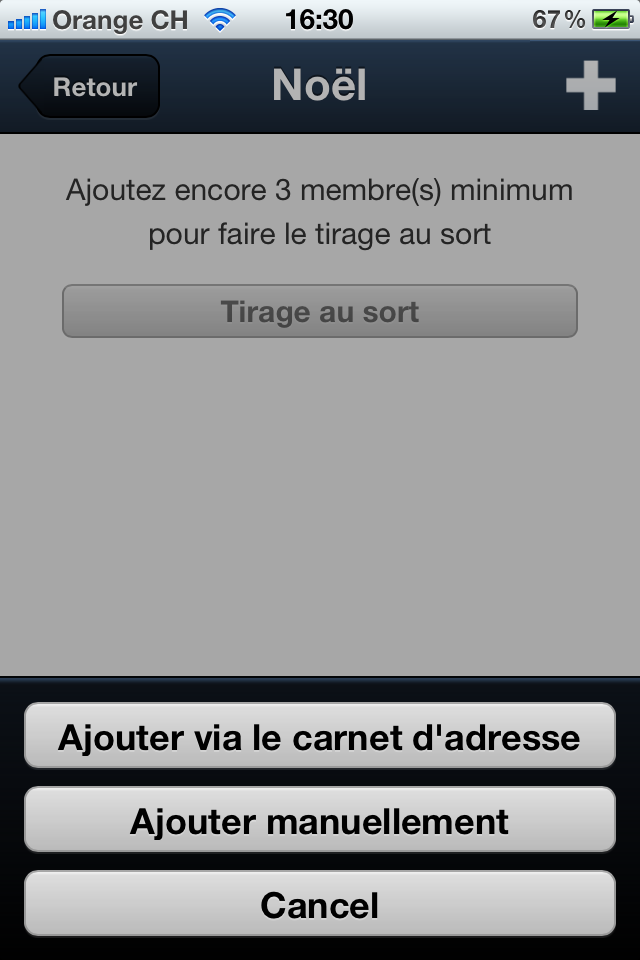 Orange CH 16:30 67%
Retour Noël
Ajoutez encore 3 membre(s) minimum
pour faire le tirage au sort
Tirage au sort
Ajouter via le carnet d'adresse
Ajouter manuellement
Cancel